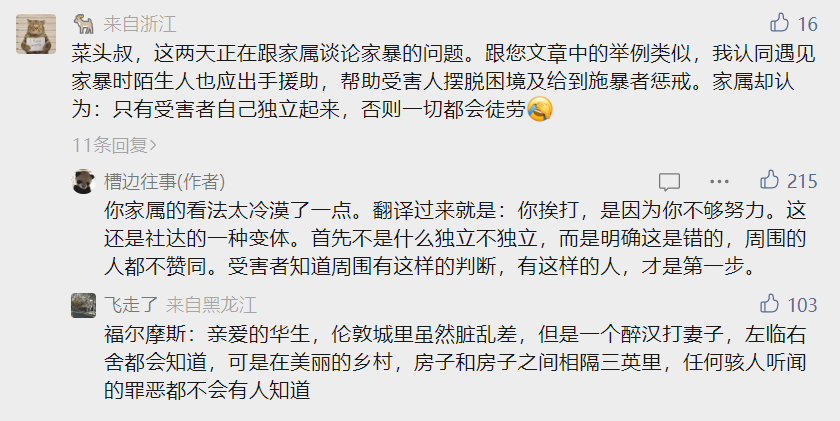 来自浙江
16
菜头叔，这两天正在跟家属谈论家暴的问题。跟您文章中的举例类似，我认同遇见
家暴时陌生人也应出手援助，帮助受害人摆脱困境及给到施暴者惩戒。家属却认
为：只有受害者自己独立起来，否则一切都会徒劳😂
11条回复>
槽边往事(作者)
215
你家属的看法太冷漠了一点。翻译过来就是：你挨打，是因为你不够努力。这
还是社达的一种变体。首先不是什么独立不独立，而是明确这是错的，周围的
人都不赞同。受害者知道周围有这样的判断，有这样的人，才是第一步。
飞走了 来自黑龙江
103
福尔摩斯：亲爱的华生，伦敦城里虽然脏乱差，但是一个醉汉打妻子，左临右
舍都会知道，可是在美丽的乡村，房子和房子之间相隔三英里，任何骇人听闻
的罪恶都不会有人知道